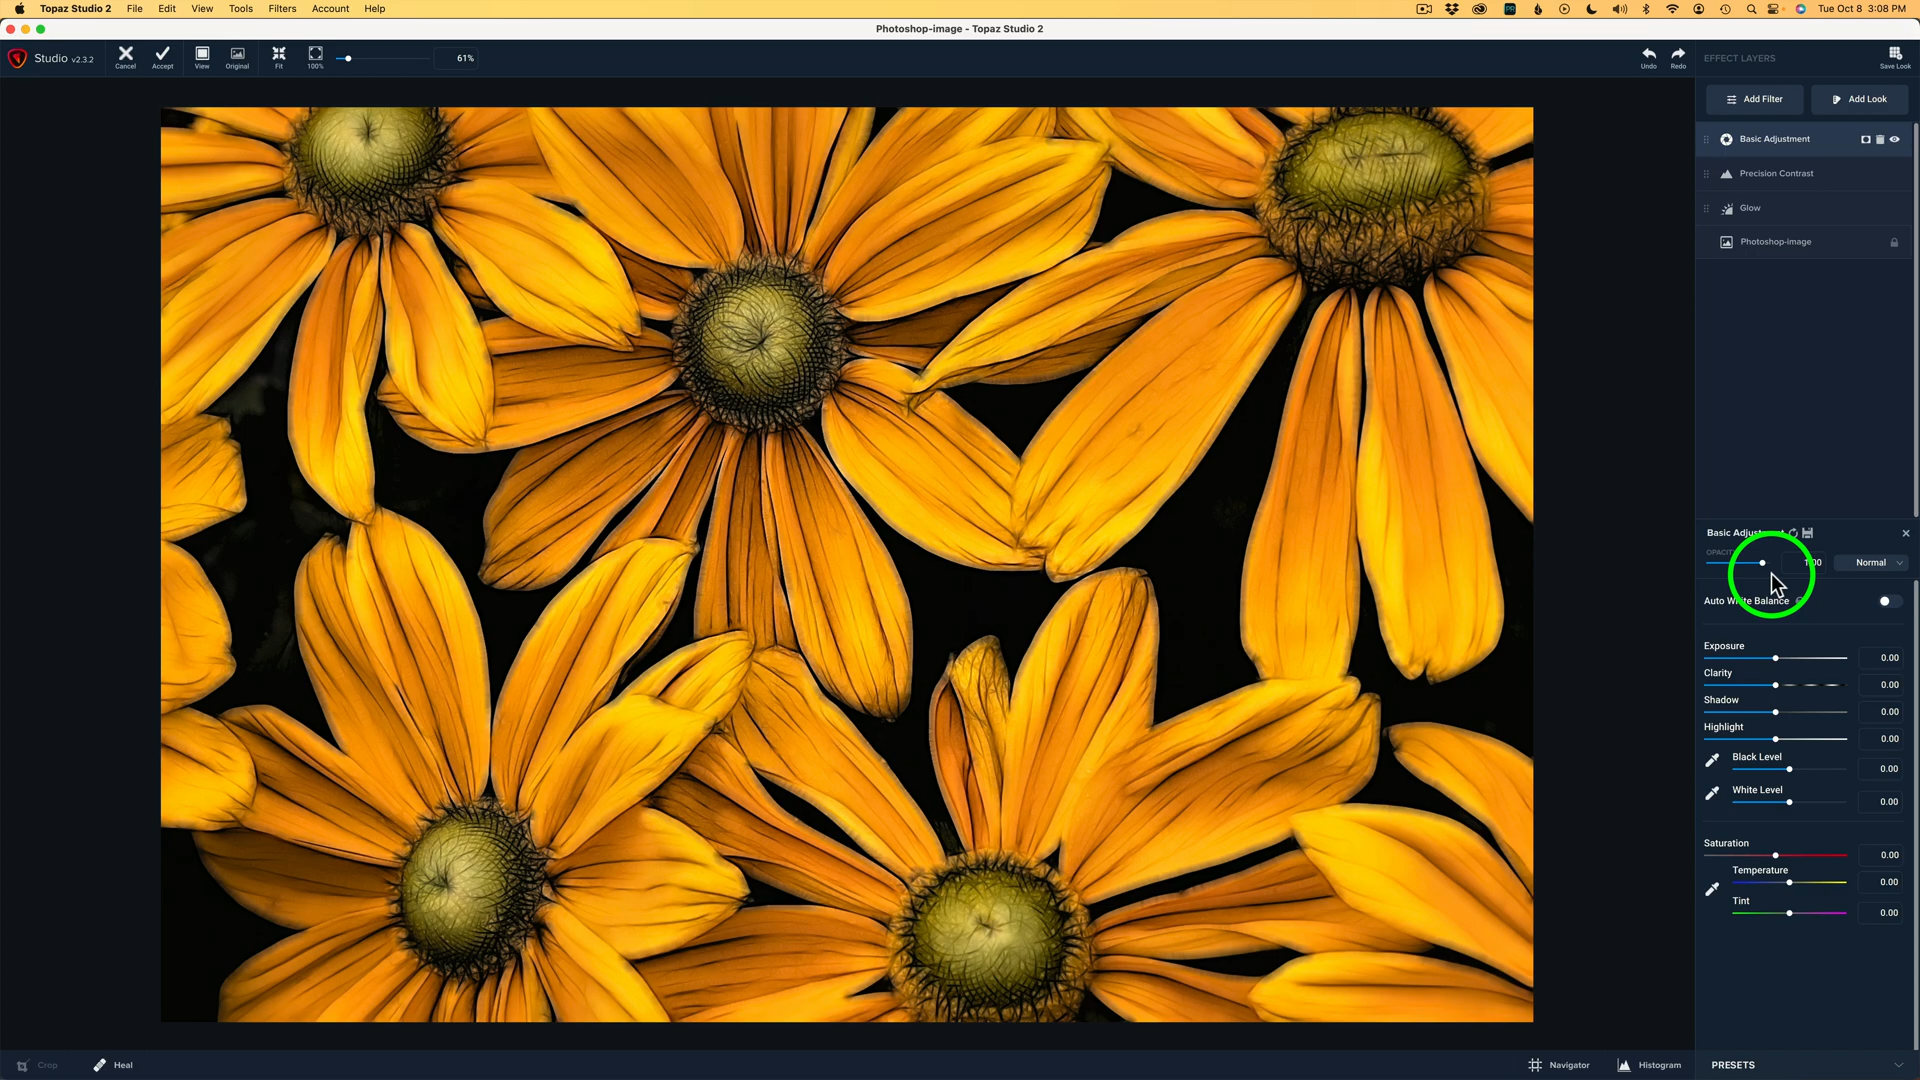 Topaz Studio 2 File Edit View Tools Filters Account Help
Tue Oct 8 3:08 PM
Photoshop-image - Topaz Studio 2
Studio v2.3.2
Cancel Accept View Original Fit 100%
61%
Undo Redo
EFFECT LAYERS
Save Look
Add Filter
Add Look
Basic Adjustment
Precision Contrast
Glow
Photoshop-image
Basic Adjustment
1.00
Normal
Auto White Balance
Exposure
0.00
Clarity
0.00
Shadow
0.00
Highlight
0.00
Black Level
0.00
White Level
0.00
Saturation
0.00
Temperature
0.00
Tint
0.00
Crop
Heal
Navigator
Histogram
PRESETS